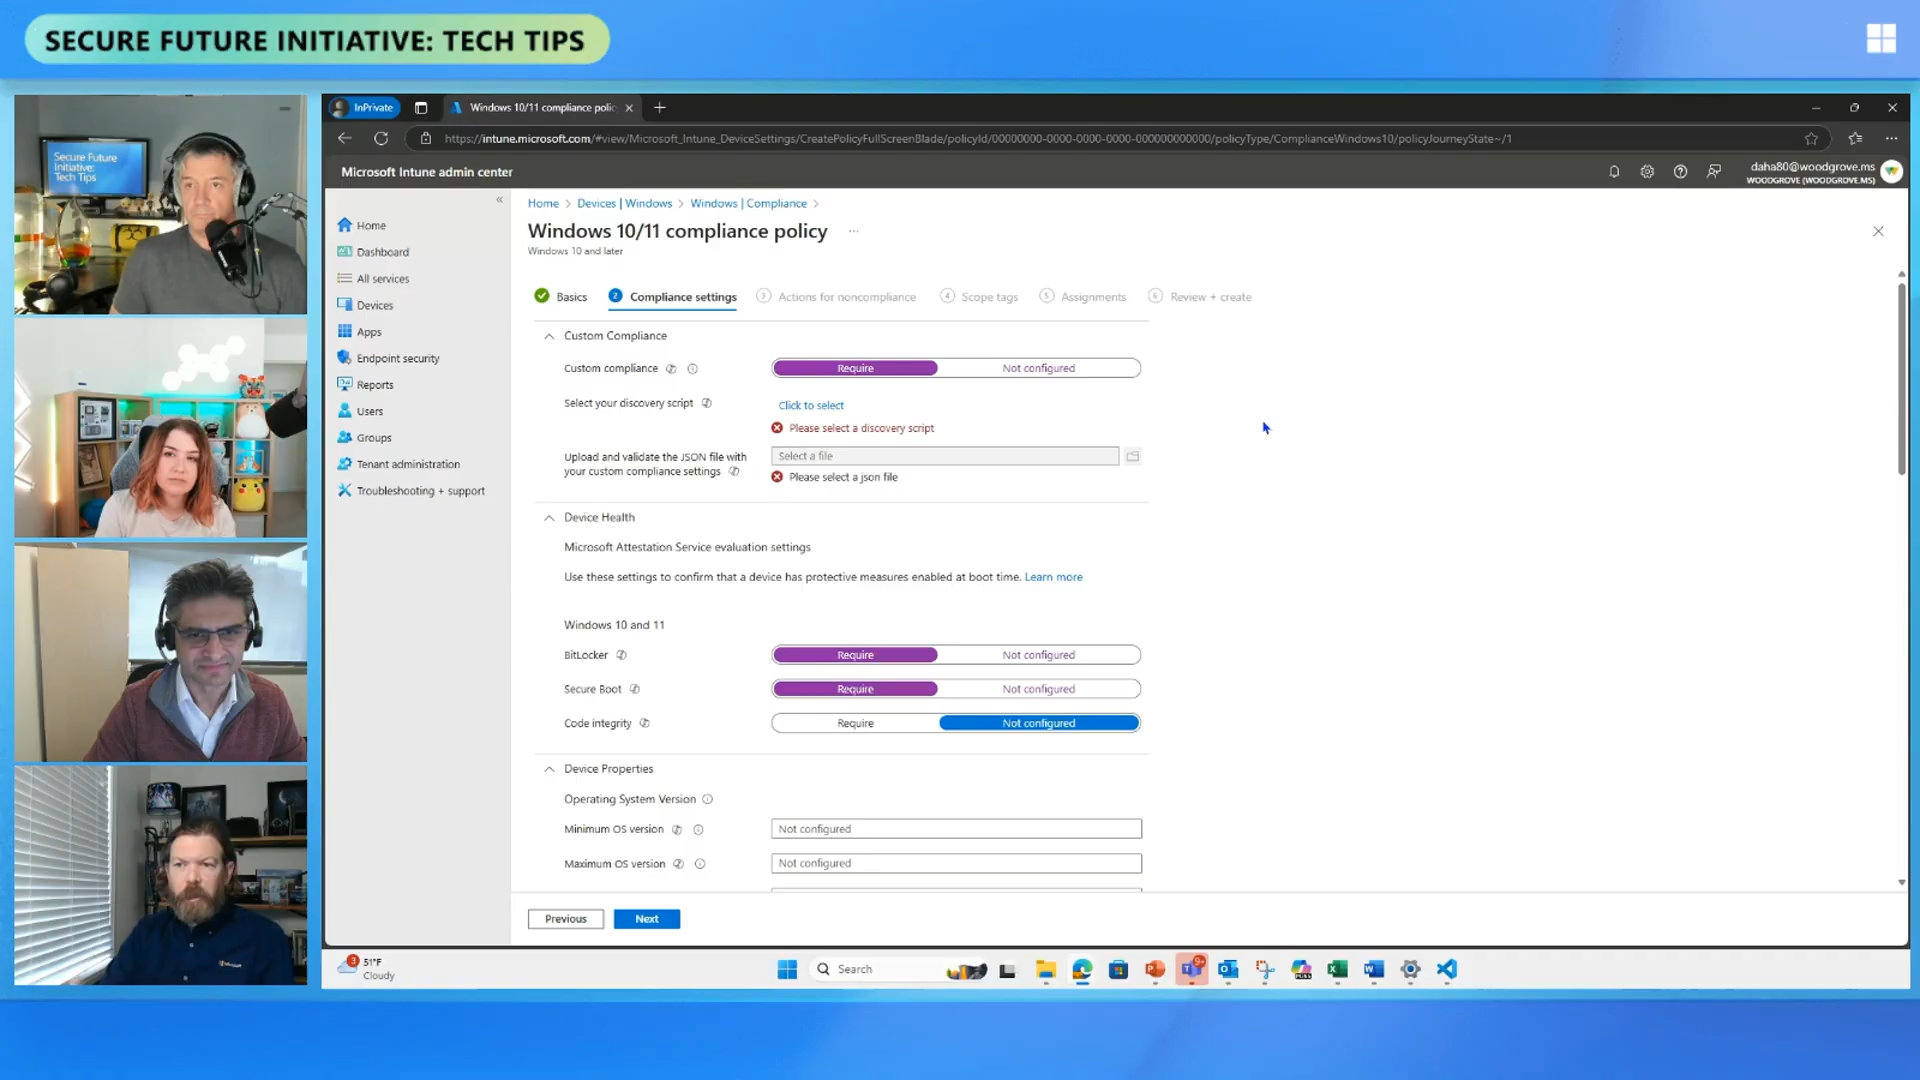 SECURE FUTURE INITIATIVE: TECH TIPS
Secure Future
Initiative:
Tech Tips
InPrivate
Windows 10/11 compliance polic
https://intune.microsoft.com/#view/Microsoft_Intune_DeviceSettings/CreatePolicyFullScreenBlade/policyId/00000000-0000-0000-0000-000000000000/policyType/ComplianceWindows10/policyJourneyState~/1
Microsoft Intune admin center
daha80@woodgrove.ms
WOODGROVE (WOODGROVE.MS)
Home
Dashboard
All services
Devices
Apps
Endpoint security
Reports
Users
Groups
Tenant administration
Troubleshooting + support
Home > Devices | Windows > Windows | Compliance >
Windows 10/11 compliance policy ...
Windows 10 and later
Basics
2 Compliance settings
3 Actions for noncompliance
4 Scope tags
5 Assignments
6 Review + create
Custom Compliance
Custom compliance
Require
Not configured
Select your discovery script
Click to select
Please select a discovery script
Upload and validate the JSON file with
your custom compliance settings
Select a file
Please select a json file
Device Health
Microsoft Attestation Service evaluation settings
Use these settings to confirm that a device has protective measures enabled at boot time. Learn more
Windows 10 and 11
BitLocker
Require
Not configured
Secure Boot
Require
Not configured
Code integrity
Require
Not configured
Device Properties
Operating System Version
Minimum OS version
Not configured
Maximum OS version
Not configured
Previous
Next
3
51°F
Cloudy
Search
9+